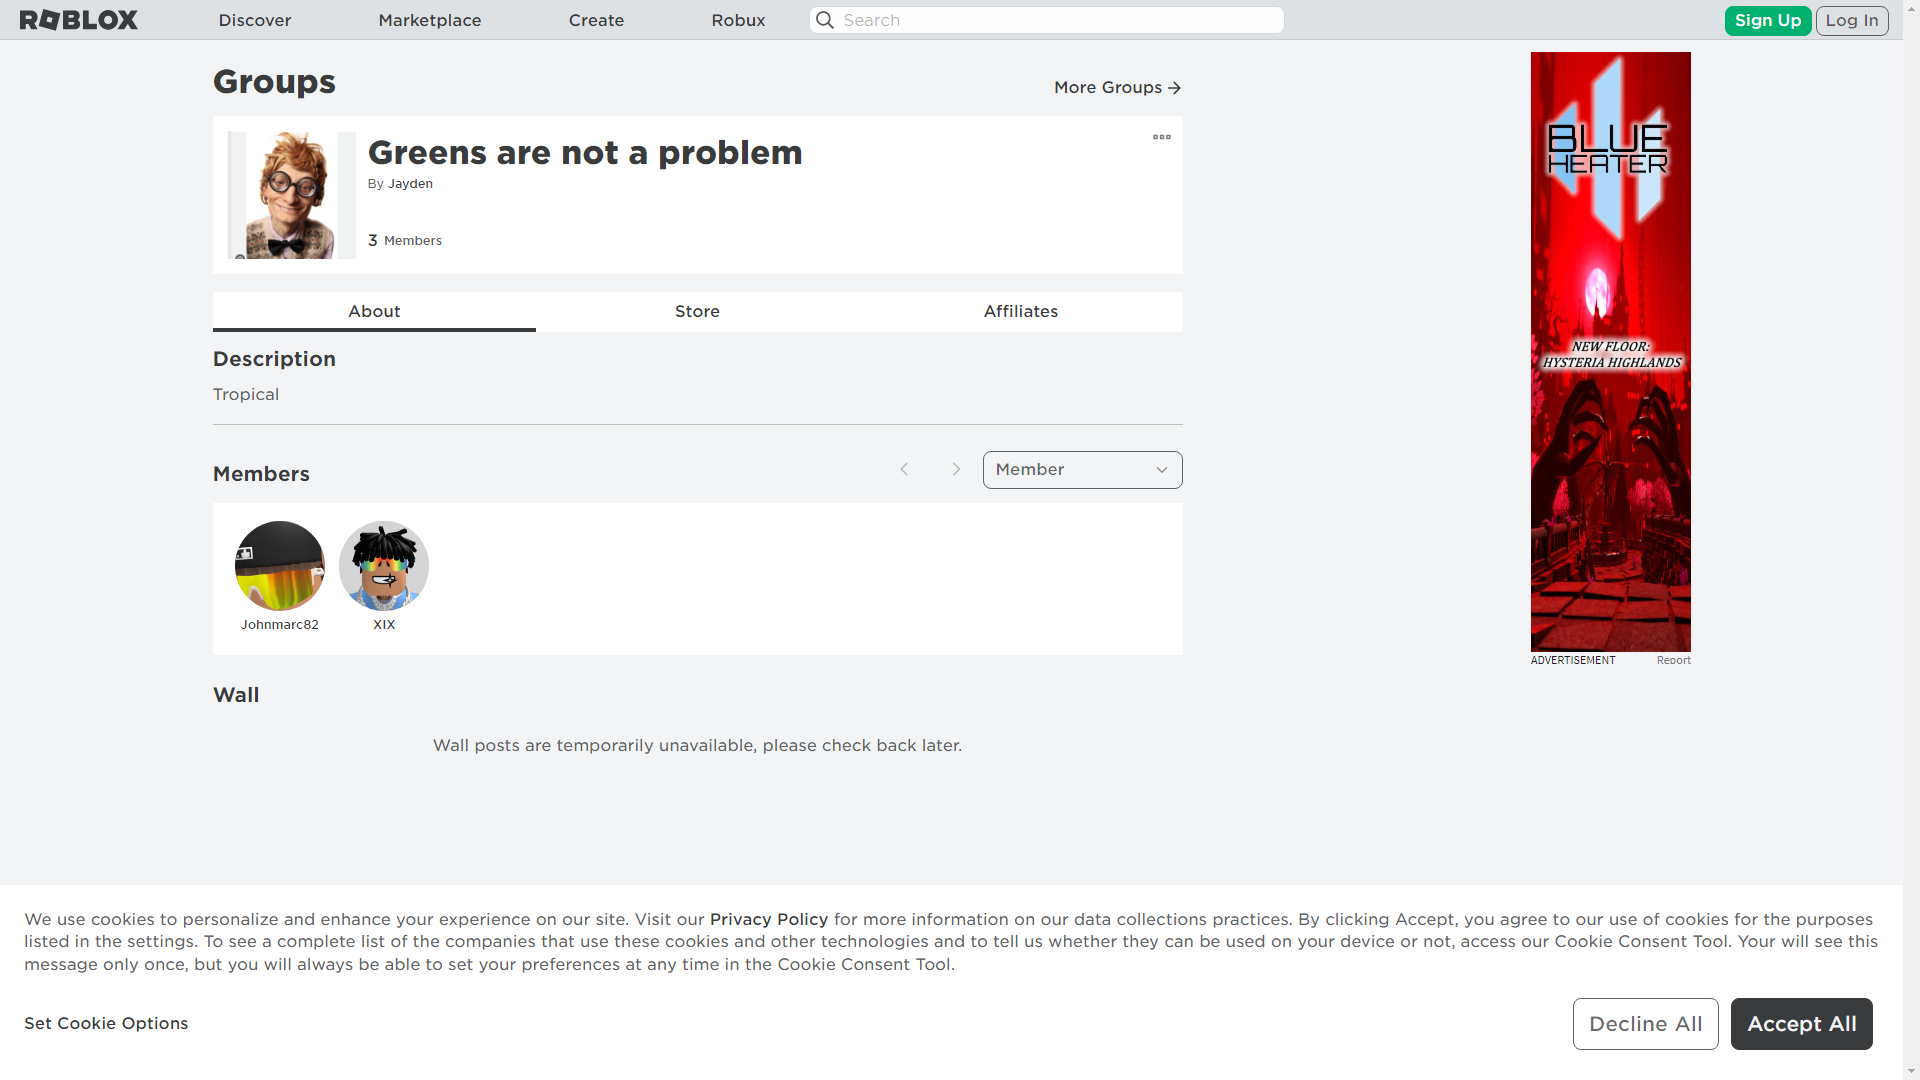 ROBLOX
Discover
Marketplace
Create
Robux
Search
Sign Up
Log In
Groups
More Groups
Greens are not a problem
By Jayden
3 Members
About
Store
Affiliates
Description
Tropical
Members
Member
Johnmarc82
XIX
Wall
Wall posts are temporarily unavailable, please check back later.
BLUE
HEATER
NEW FLOOR:
HYSTERIA HIGHLANDS
ADVERTISEMENT
Report
We use cookies to personalize and enhance your experience on our site. Visit our Privacy Policy for more information on our data collections practices. By clicking Accept, you agree to our use of cookies for the purposes
listed in the settings. To see a complete list of the companies that use these cookies and other technologies and to tell us whether they can be used on your device or not, access our Cookie Consent Tool. Your will see this
message only once, but you will always be able to set your preferences at any time in the Cookie Consent Tool.
Set Cookie Options
Decline All
Accept All